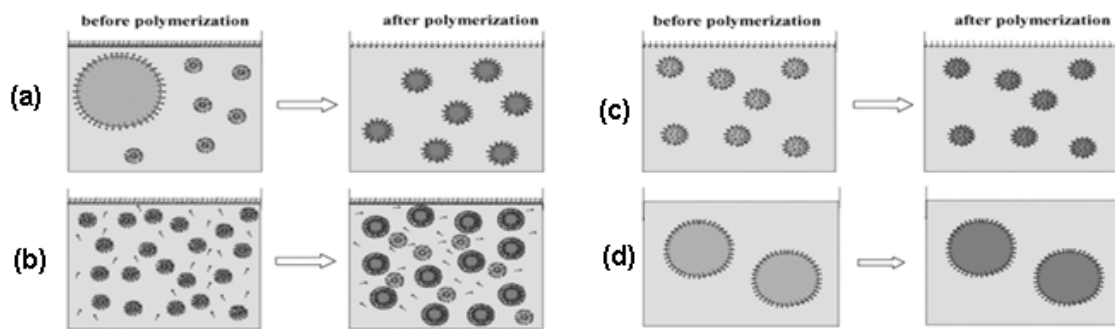 before polymerization
after polymerization
before polymerization
after polymerization
(a)
(c)
(b)
(d)